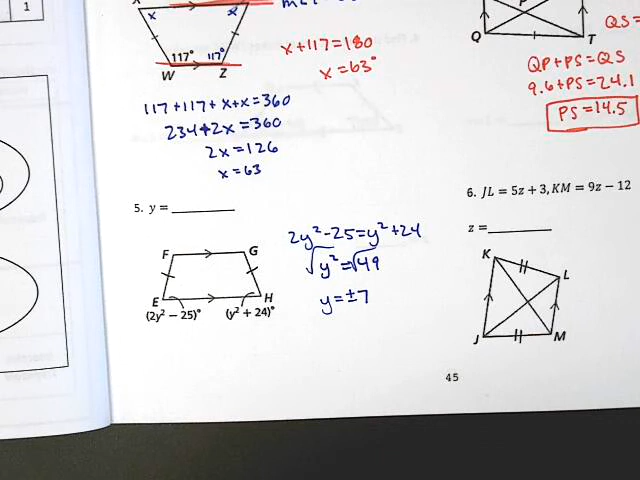 1
x
x
117°
117°
W
Z
x+117=180
x=63°
117+117+x+x=360
234+2x=360
2x=126
x=63
Q
T
QS=
QP+PS=QS
9.6+PS=24.1
PS=14.5
5. y =
F
G
E
H
(2y² − 25)°
(y² + 24)°
2y²-25=y²+24
√y²=√49
y=±7
6. JL = 5z + 3, KM = 9z − 12
z =
K
L
J
M
45